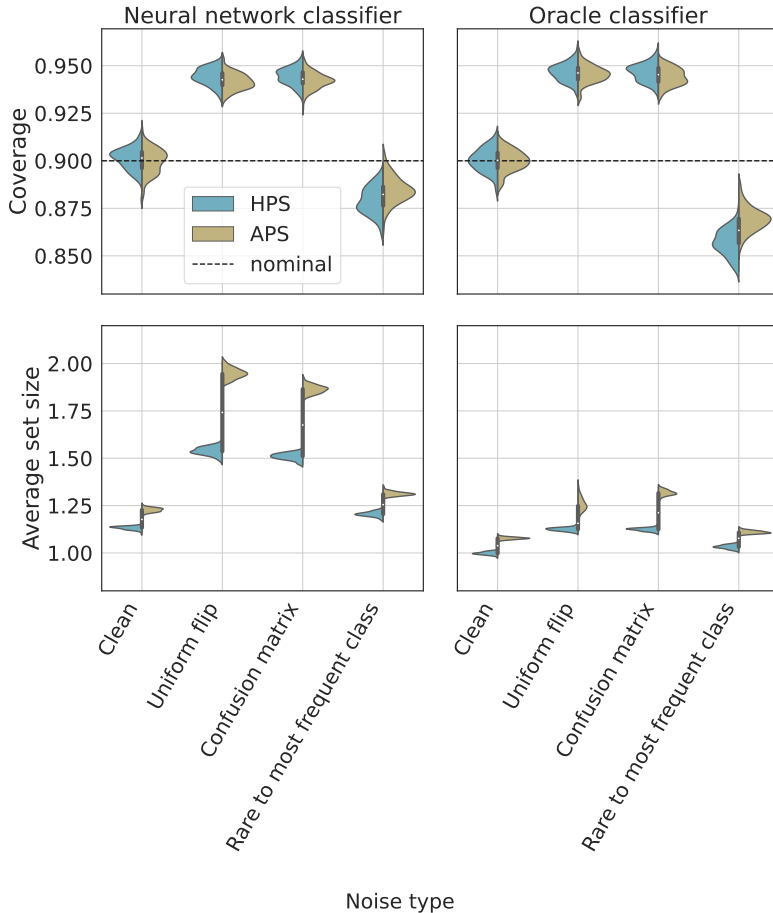 Neural network classifier
Oracle classifier
Coverage
0.950
0.925
0.900
0.875
0.850
HPS
APS
nominal
Average set size
2.00
1.75
1.50
1.25
1.00
Clean
Uniform flip
Confusion matrix
Rare to most frequent class
Clean
Uniform flip
Confusion matrix
Rare to most frequent class
Noise type